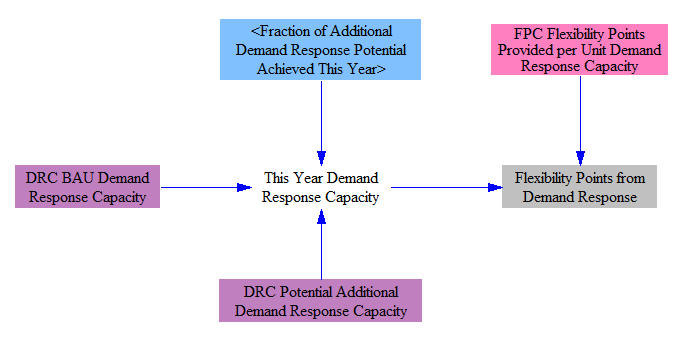 <Fraction of Additional
Demand Response Potential
Achieved This Year>
FPC Flexibility Points
Provided per Unit Demand
Response Capacity
DRC BAU Demand
Response Capacity
This Year Demand
Response Capacity
Flexibility Points from
Demand Response
DRC Potential Additional
Demand Response Capacity